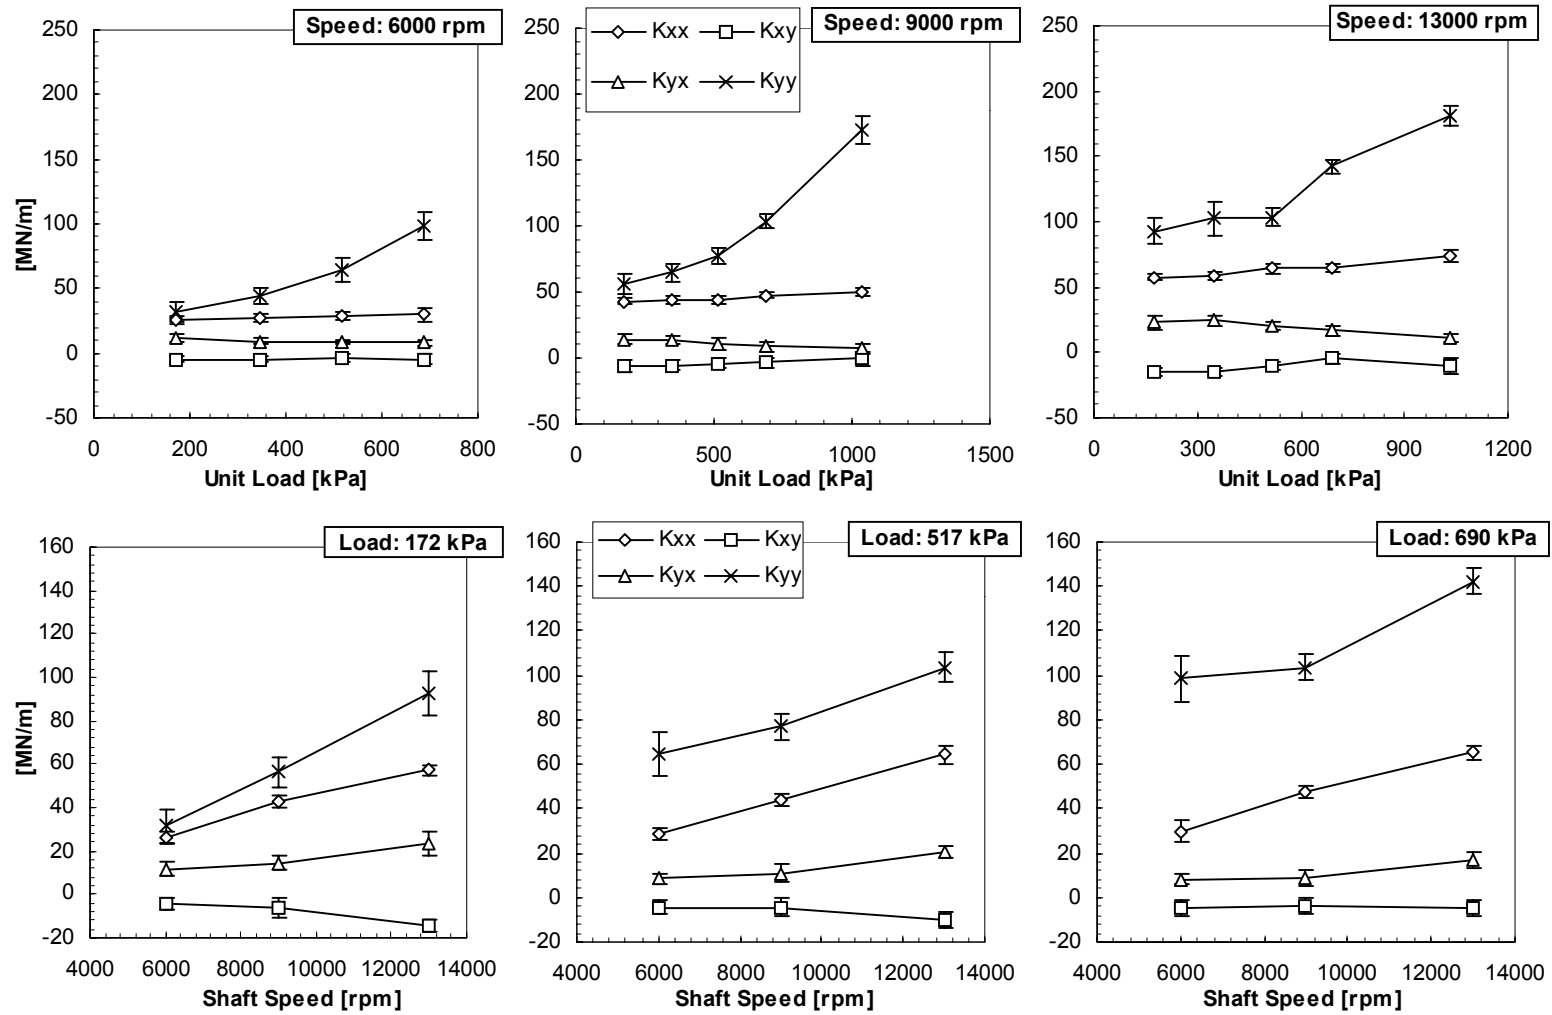 Speed: 6000 rpm
250
200
150
100
50
0
-50
[MN/m]
0 200 400 600 800
Unit Load [kPa]
Speed: 9000 rpm
Kxx Kxy
Kyx Kyy
250
200
150
100
50
0
-50
0 500 1000 1500
Unit Load [kPa]
Speed: 13000 rpm
250
200
150
100
50
0
-50
0 300 600 900 1200
Unit Load [kPa]
Load: 172 kPa
160
140
120
100
80
60
40
20
0
-20
[MN/m]
4000 6000 8000 10000 12000 14000
Shaft Speed [rpm]
Load: 517 kPa
Kxx Kxy
Kyx Kyy
160
140
120
100
80
60
40
20
0
-20
4000 6000 8000 10000 12000 14000
Shaft Speed [rpm]
Load: 690 kPa
160
140
120
100
80
60
40
20
0
-20
4000 6000 8000 10000 12000 14000
Shaft Speed [rpm]